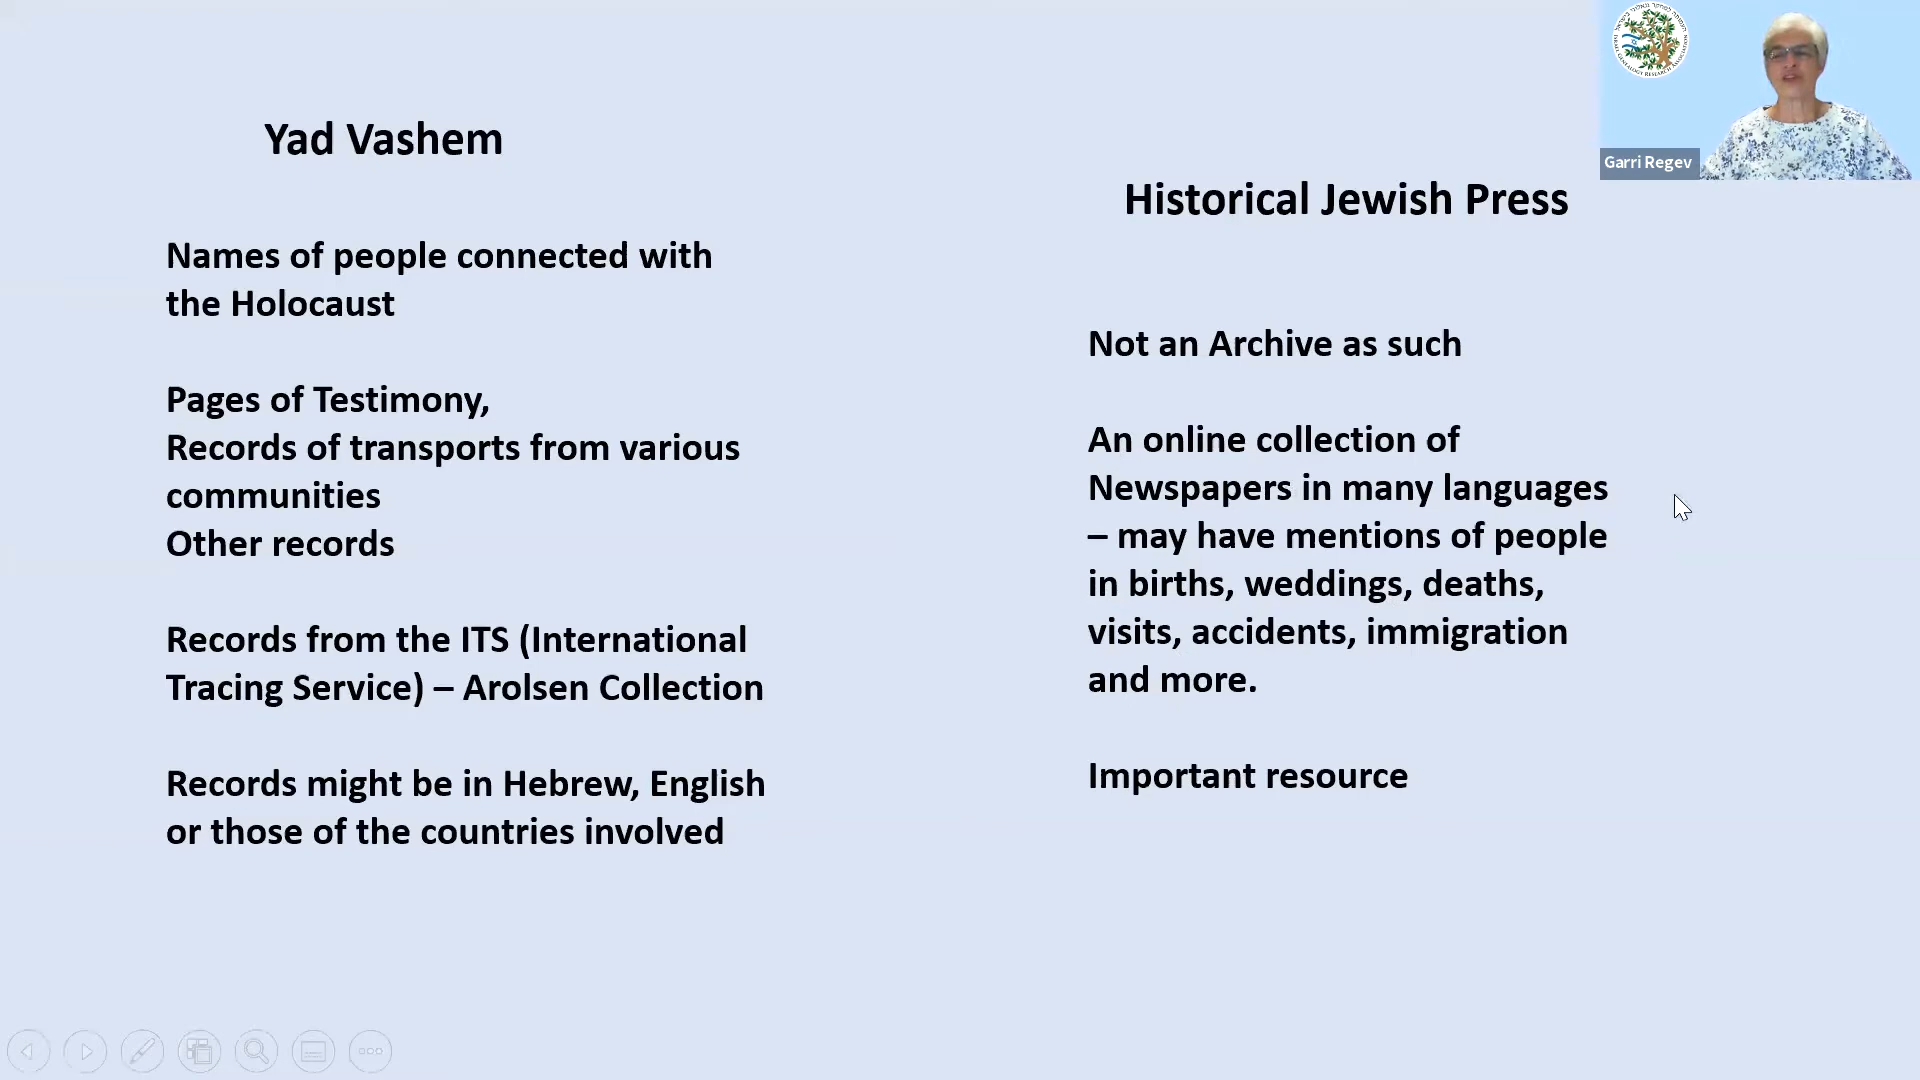 Yad Vashem
Names of people connected with
the Holocaust
Pages of Testimony,
Records of transports from various
communities
Other records
Records from the ITS (International
Tracing Service) – Arolsen Collection
Records might be in Hebrew, English
or those of the countries involved
Historical Jewish Press
Not an Archive as such
An online collection of
Newspapers in many languages
– may have mentions of people
in births, weddings, deaths,
visits, accidents, immigration
and more.
Important resource
Garri Regev